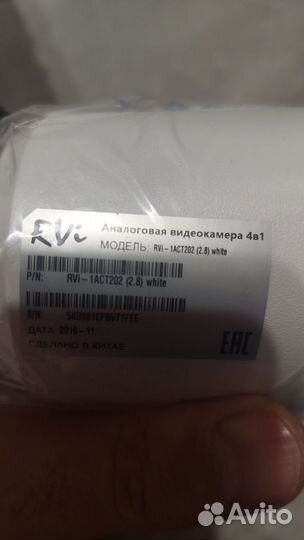 RVi
Аналоговая видеокамера 4в1
МОДЕЛЬ: RVi-1ACT202 (2.8) white
P/N: RVi-1ACT202 (2.8) white
S/N:
ДАТА: 2019-11
СДЕЛАНО В КИТАЕ
EAC
Avito